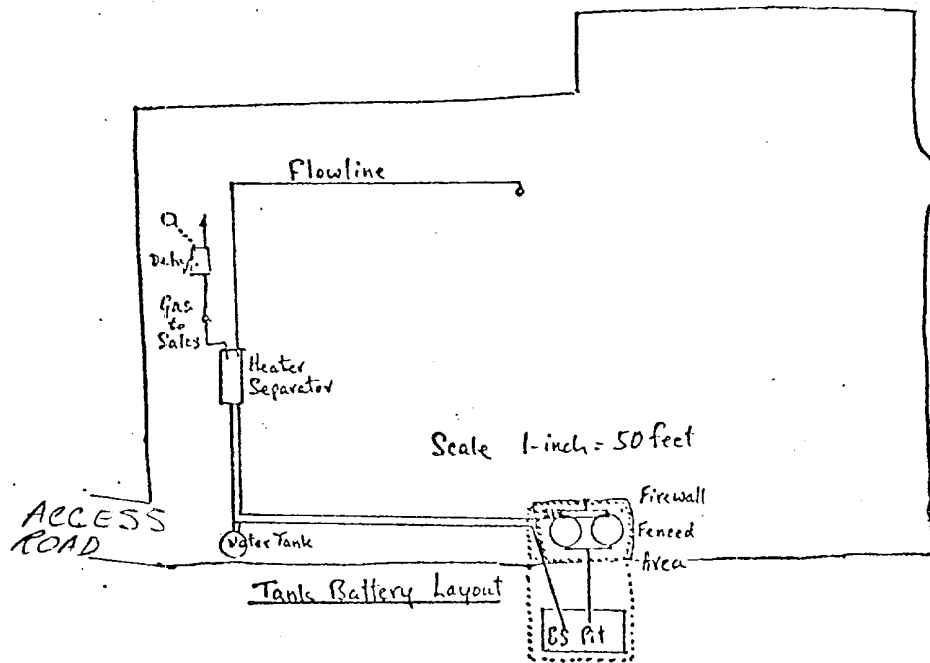 Flowline
Gas
to
Sales
Heater
Separator
Scale 1-inch = 50 feet
Firewall
Fenced
Area
ACCESS
ROAD
Water Tank
Tank Battery Layout
BS Pit